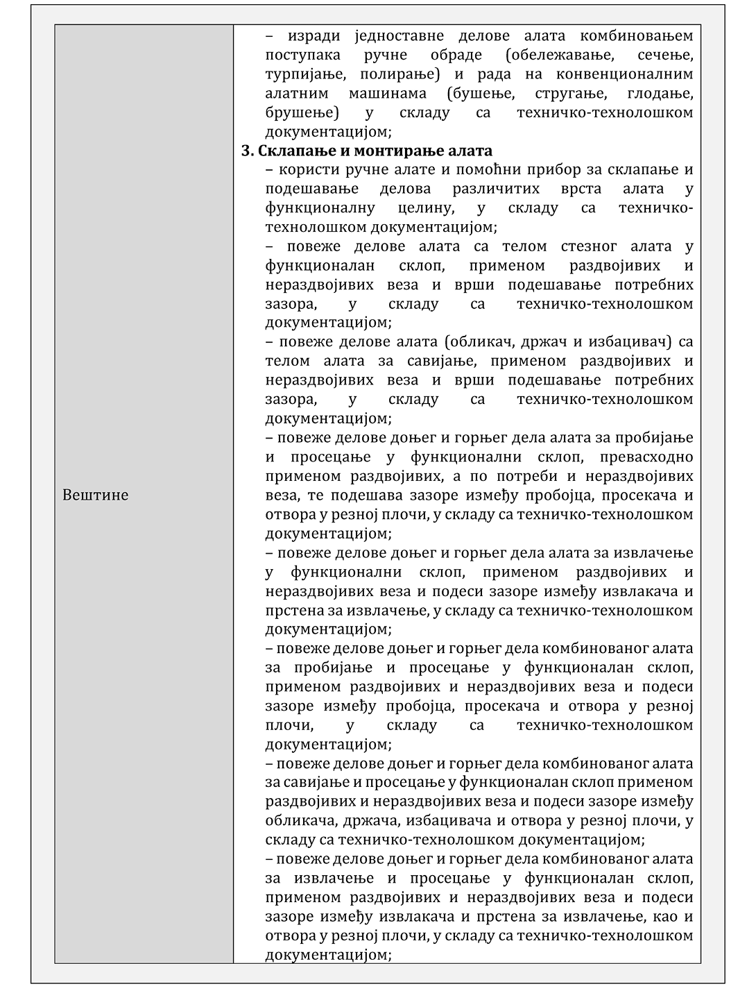 – изради једноставне делове алата комбиновањем
поступака ручне обраде (обележавање, сечење,
турпијање, полирање) и рада на конвенционалним
алатним машинама (бушење, стругање, глодање,
брушење) у складу са техничко-технолошком
документацијом;
3. Склапање и монтирање алата
– користи ручне алате и помоћни прибор за склапање и
подешавање делова различитих врста алата у
функционалну целину, у складу са техничко-
технолошком документацијом;
– повеже делове алата са телом стезног алата у
функционалан склоп, применом раздвојивих и
нераздвојивих веза и врши подешавање потребних
зазора, у складу са техничко-технолошком
документацијом;
– повеже делове алата (обликач, држач и избацивач) са
телом алата за савијање, применом раздвојивих и
нераздвојивих веза и врши подешавање потребних
зазора, у складу са техничко-технолошком
документацијом;
– повеже делове доњег и горњег дела алата за пробијање
и просецање у функционални склоп, превасходно
применом раздвојивих, а по потреби и нераздвојивих
Вештине
веза, те подешава зазоре између пробојца, просекача и
отвора у резној плочи, у складу са техничко-технолошком
документацијом;
– повеже делове доњег и горњег дела алата за извлачење
у функционални склоп, применом раздвојивих и
нераздвојивих веза и подеси зазоре између извлакача и
прстена за извлачење, у складу са техничко-технолошком
документацијом;
– повеже делове доњег и горњег дела комбинованог алата
за пробијање и просецање у функционалан склоп,
применом раздвојивих и нераздвојивих веза и подеси
зазоре између пробојца, просекача и отвора у резној
плочи, у складу са техничко-технолошком
документацијом;
– повеже делове доњег и горњег дела комбинованог алата
за савијање и просецање у функционалан склоп применом
раздвојивих и нераздвојивих веза и подеси зазоре између
обликача, држача, избацивача и отвора у резној плочи, у
складу са техничко-технолошком документацијом;
– повеже делове доњег и горњег дела комбинованог алата
за извлачење и просецање у функционалан склоп,
применом раздвојивих и нераздвојивих веза и подеси
зазоре између извлакача и прстена за извлачење, као и
отвора у резној плочи, у складу са техничко-технолошком
документацијом;